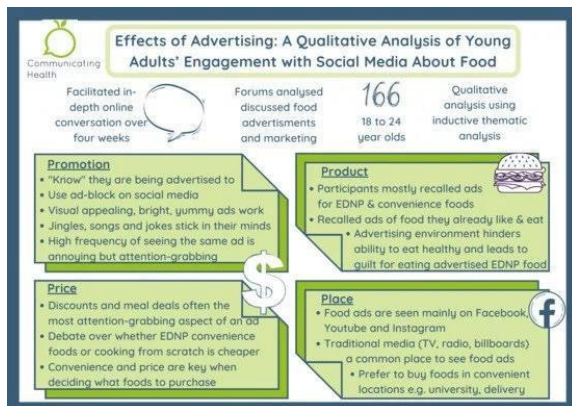 Communicating
Health
Effects of Advertising: A Qualitative Analysis of Young
Adults' Engagement with Social Media About Food
Facilitated in-
depth online
conversation over
four weeks
Forums analysed
discussed food
advertisments
and marketing
166
18 to 24
year olds
Qualitative
analysis using
inductive thematic
analysis
Promotion
• "Know" they are being advertised to
• Use ad-block on social media
• Visual appealing, bright, yummy ads work
• Jingles, songs and jokes stick in their minds
• High frequency of seeing the same ad is
annoying but attention-grabbing
Product
• Participants mostly recalled ads
for EDNP & convenience foods
• Recalled ads of food they already like & eat
• Advertising environment hinders
ability to eat healthy and leads to
guilt for eating advertised EDNP food
Price
• Discounts and meal deals often the
most attention-grabbing aspect of an ad
• Debate over whether EDNP convenience
foods or cooking from scratch is cheaper
• Convenience and price are key when
deciding what foods to purchase
$
Place
• Food ads are seen mainly on Facebook,
Youtube and Instagram
• Traditional media (TV, radio, billboards)
a common place to see food ads
• Prefer to buy foods in convenient
locations e.g. university, delivery
f